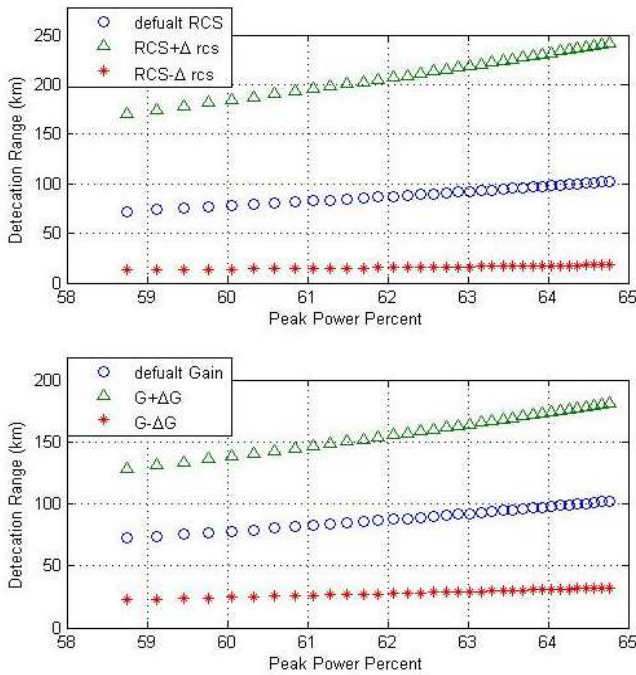 defualt RCS
RCS+Δ rcs
RCS-Δ rcs
250
200
150
100
50
0
Detecation Range (km)
58 59 60 61 62 63 64 65
Peak Power Percent
defualt Gain
G+ΔG
G-ΔG
200
150
100
50
0
Detecation Range (km)
58 59 60 61 62 63 64 65
Peak Power Percent